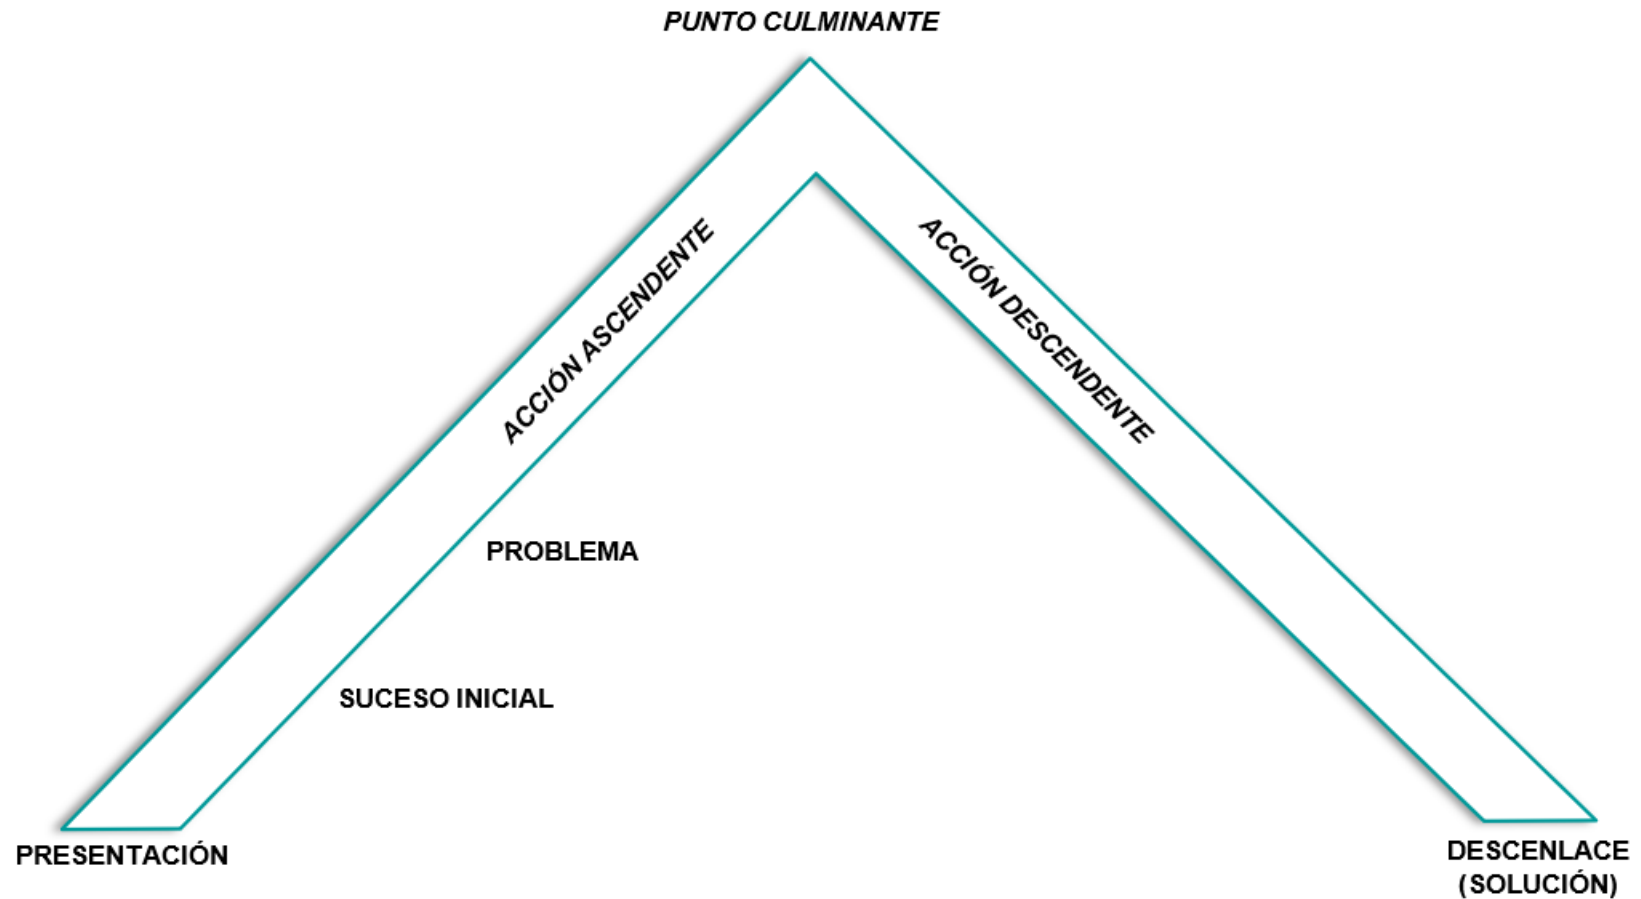 PUNTO CULMINANTE
ACCIÓN ASCENDENTE
ACCIÓN DESCENDENTE
PROBLEMA
SUCESO INICIAL
PRESENTACIÓN
DESCENLACE
(SOLUCIÓN)